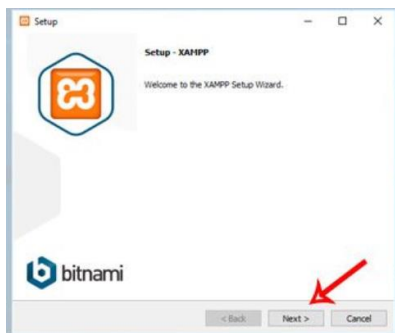 Setup
Setup - XAMPP
Welcome to the XAMPP Setup Wizard.
bitnami
< Back Next > Cancel